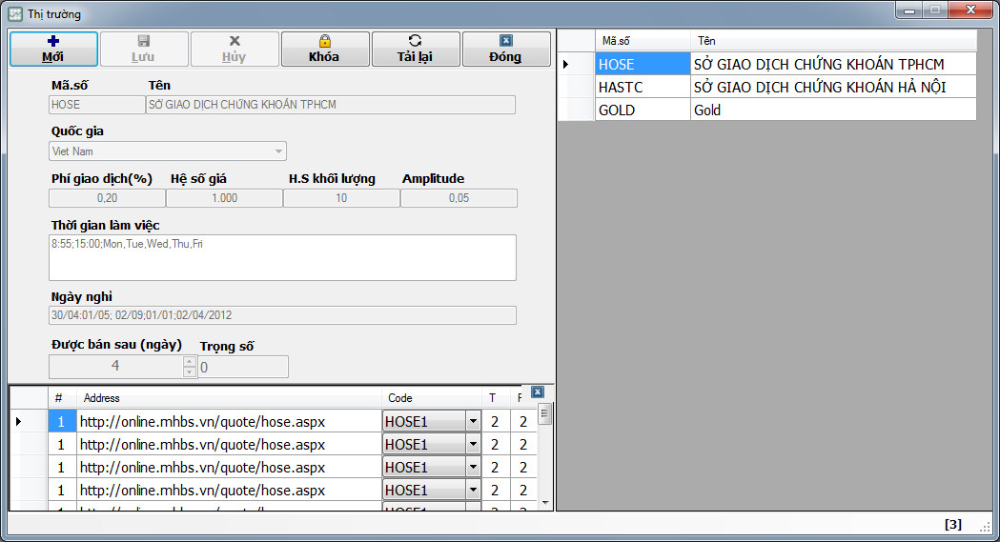 Thị trường
Mới Lưu Hủy Khóa Tải lại Đóng
Mã.số Tên
HOSE SỞ GIAO DỊCH CHỨNG KHOÁN TPHCM
Quốc gia
Viet Nam
Phí giao dịch(%) Hệ số giá H.S khối lượng Amplitude
0,20 1.000 10 0,05
Thời gian làm việc
8:55;15:00;Mon,Tue,Wed,Thu,Fri
Ngày nghỉ
30/04:01/05; 02/09;01/01;02/04/2012
Được bán sau (ngày) Trọng số
4 0
# Address Code T F
1 http://online.mhbs.vn/quote/hose.aspx HOSE1 2 2
1 http://online.mhbs.vn/quote/hose.aspx HOSE1 2 2
1 http://online.mhbs.vn/quote/hose.aspx HOSE1 2 2
1 http://online.mhbs.vn/quote/hose.aspx HOSE1 2 2
Mã.số Tên
HOSE SỞ GIAO DỊCH CHỨNG KHOÁN TPHCM
HASTC SỞ GIAO DỊCH CHỨNG KHOÁN HẢ NỘI
GOLD Gold
[3]